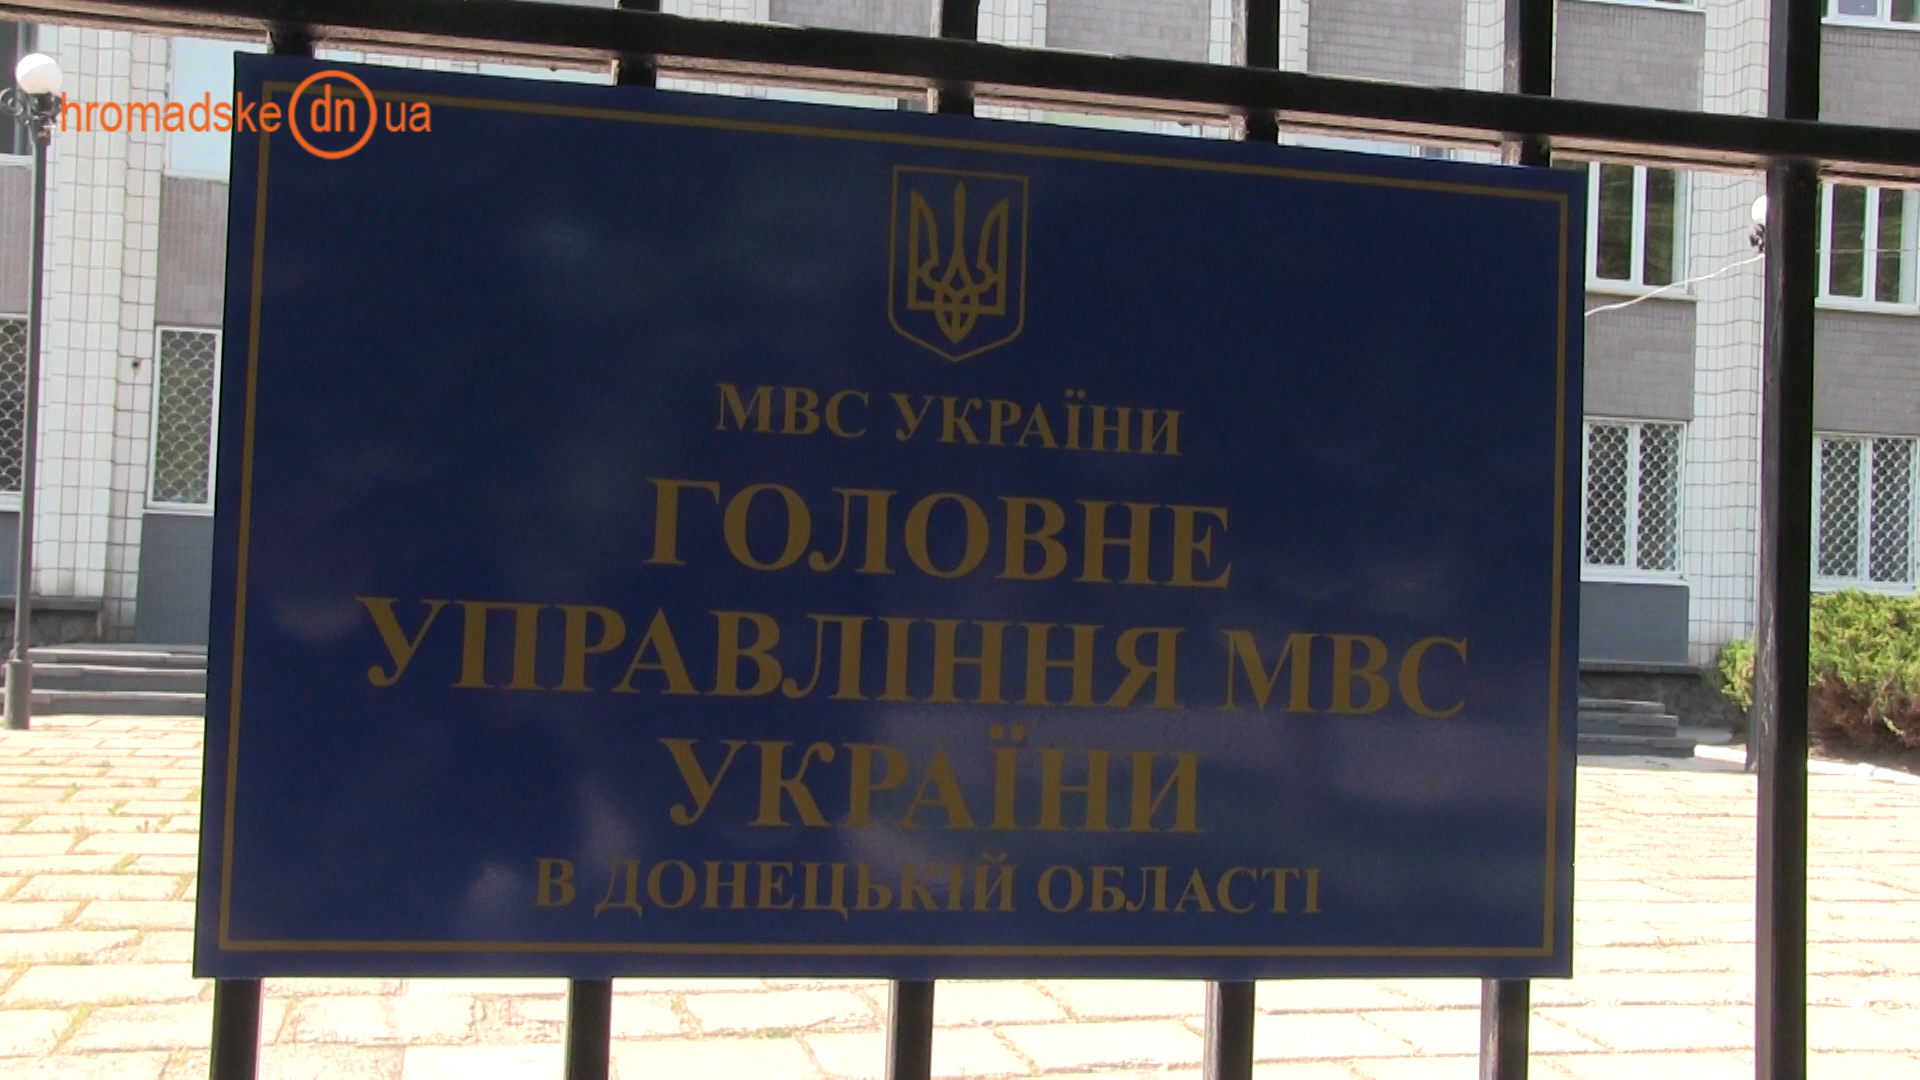 hromadske dn ua
МВС УКРАЇНИ
ГОЛОВНЕ
УПРАВЛІННЯ МВС
УКРАЇНИ
В ДОНЕЦЬКІЙ ОБЛАСТІ